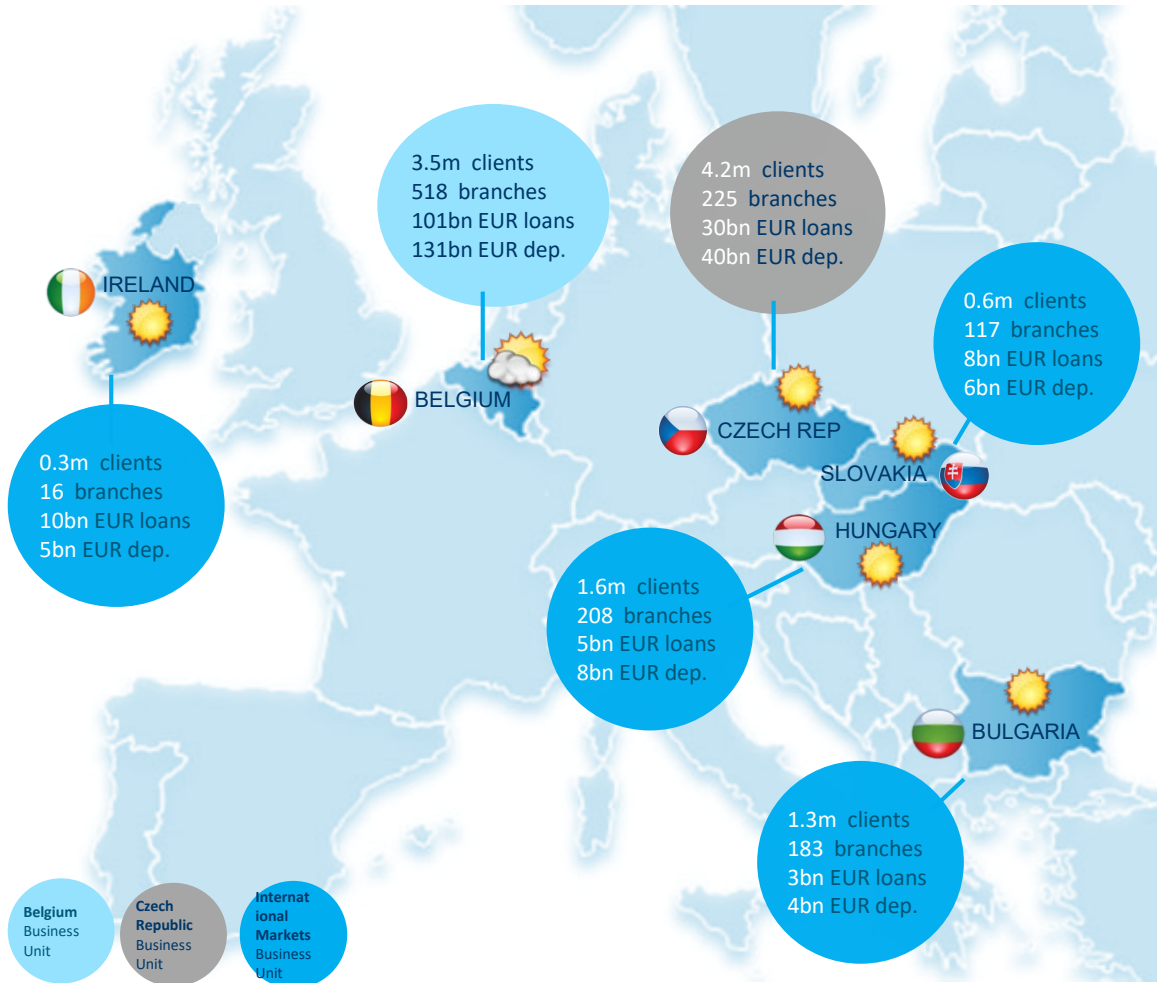 3.5m clients
518 branches
101bn EUR loans
131bn EUR dep.
4.2m clients
225 branches
30bn EUR loans
40bn EUR dep.
IRELAND
0.6m clients
117 branches
8bn EUR loans
6bn EUR dep.
BELGIUM
CZECH REP
SLOVAKIA
0.3m clients
16 branches
10bn EUR loans
5bn EUR dep.
HUNGARY
1.6m clients
208 branches
5bn EUR loans
8bn EUR dep.
BULGARIA
1.3m clients
183 branches
3bn EUR loans
4bn EUR dep.
Belgium
Business
Unit
Czech
Republic
Business
Unit
Internat
ional
Markets
Business
Unit